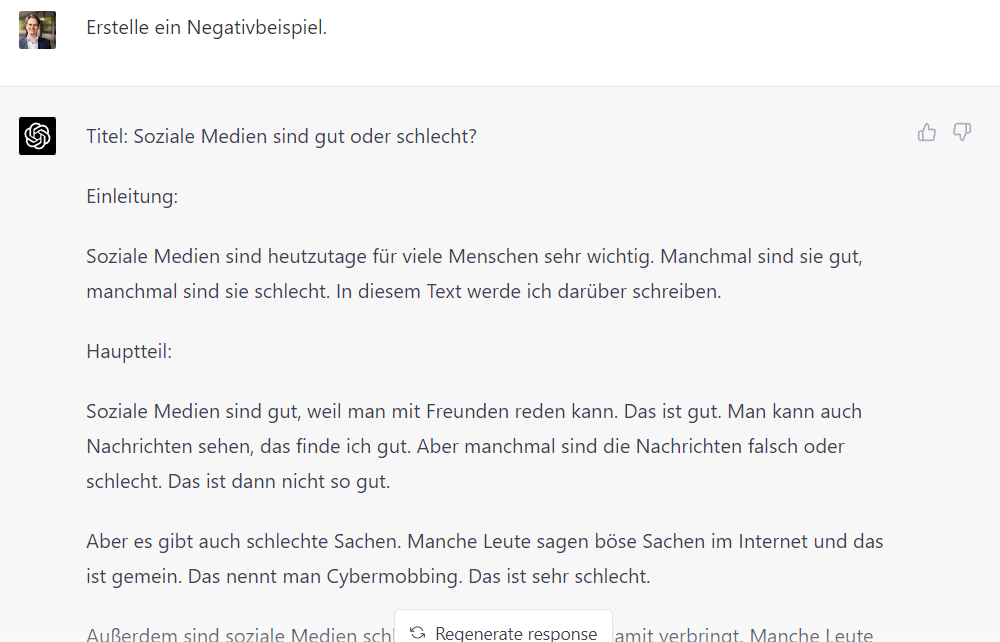 Erstelle ein Negativbeispiel.
Titel: Soziale Medien sind gut oder schlecht?
Einleitung:
Soziale Medien sind heutzutage für viele Menschen sehr wichtig. Manchmal sind sie gut,
manchmal sind sie schlecht. In diesem Text werde ich darüber schreiben.
Hauptteil:
Soziale Medien sind gut, weil man mit Freunden reden kann. Das ist gut. Man kann auch
Nachrichten sehen, das finde ich gut. Aber manchmal sind die Nachrichten falsch oder
schlecht. Das ist dann nicht so gut.
Aber es gibt auch schlechte Sachen. Manche Leute sagen böse Sachen im Internet und das
ist gemein. Das nennt man Cybermobbing. Das ist sehr schlecht.
Außerdem sind soziale Medien schl amit verbringt. Manche Leute
Regenerate response